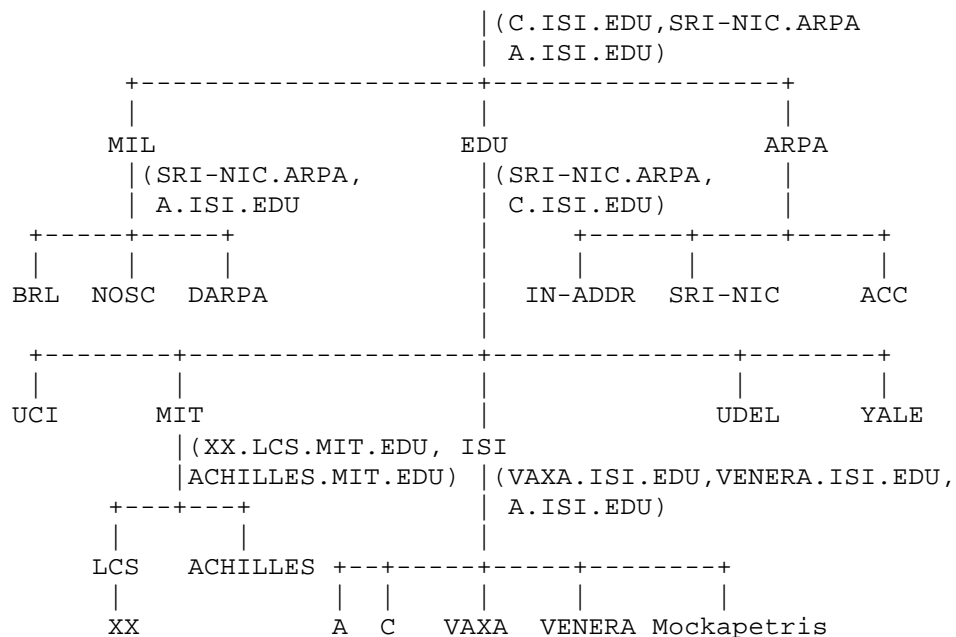 (C.ISI.EDU,SRI-NIC.ARPA
A.ISI.EDU)
MIL EDU ARPA
(SRI-NIC.ARPA, (SRI-NIC.ARPA,
A.ISI.EDU C.ISI.EDU)
BRL NOSC DARPA IN-ADDR SRI-NIC ACC
UCI MIT UDEL YALE
(XX.LCS.MIT.EDU, ISI
ACHILLES.MIT.EDU) (VAXA.ISI.EDU,VENERA.ISI.EDU,
A.ISI.EDU)
LCS ACHILLES
XX A C VAXA VENERA Mockapetris